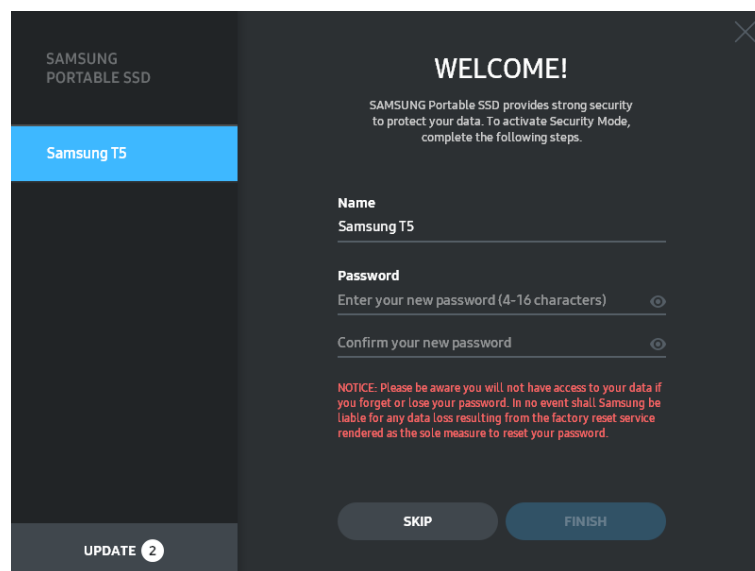 SAMSUNG
PORTABLE SSD
Samsung T5
UPDATE 2
WELCOME!
SAMSUNG Portable SSD provides strong security
to protect your data. To activate Security Mode,
complete the following steps.
Name
Samsung T5
Password
Enter your new password (4-16 characters)
Confirm your new password
NOTICE: Please be aware you will not have access to your data if
you forget or lose your password. In no event shall Samsung be
liable for any data loss resulting from the factory reset service
rendered as the sole measure to reset your password.
SKIP
FINISH